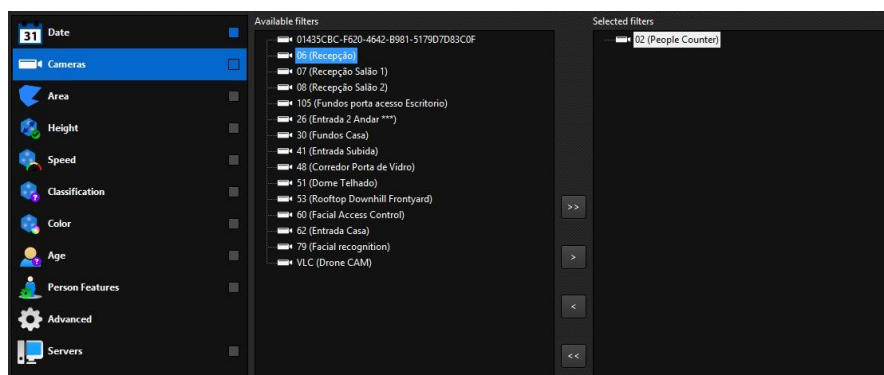 31 Date
Cameras
Area
Height
Speed
Classification
Color
Age
Person Features
Advanced
Servers
Available filters
01435CBC-F620-4642-B981-5179D7D83C0F
06 (Recepção)
07 (Recepção Salão 1)
08 (Recepção Salão 2)
105 (Fundos porta acesso Escritorio)
26 (Entrada 2 Andar ***)
30 (Fundos Casa)
41 (Entrada Subida)
48 (Corredor Porta de Vidro)
51 (Dome Telhado)
53 (Rooftop Downhill Frontyard)
60 (Facial Access Control)
62 (Entrada Casa)
79 (Facial recognition)
VLC (Drone CAM)
>>
>
<
<<
Selected filters
02 (People Counter)